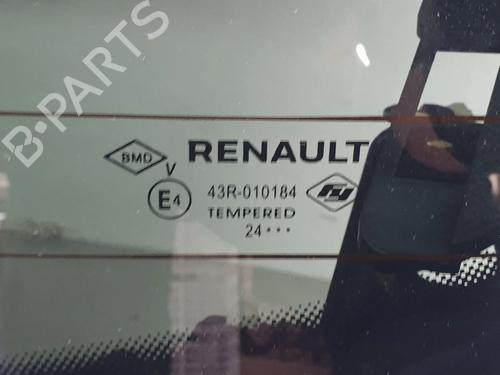 B-PARTS
BMD
V
RENAULT
E4
43R-010184
TEMPERED
24•••